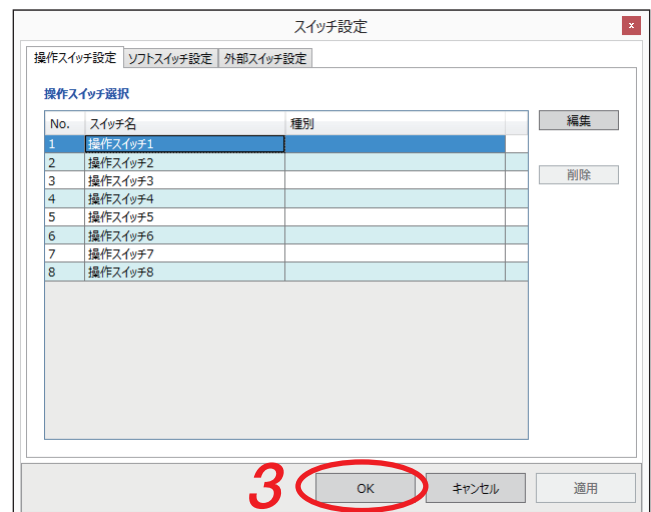 スイッチ設定
x
操作スイッチ設定 ソフトスイッチ設定 外部スイッチ設定
操作スイッチ選択
No. スイッチ名 種別
編集
1 操作スイッチ1
2 操作スイッチ2
削除
3 操作スイッチ3
4 操作スイッチ4
5 操作スイッチ5
6 操作スイッチ6
7 操作スイッチ7
8 操作スイッチ8
3 OK キャンセル 適用